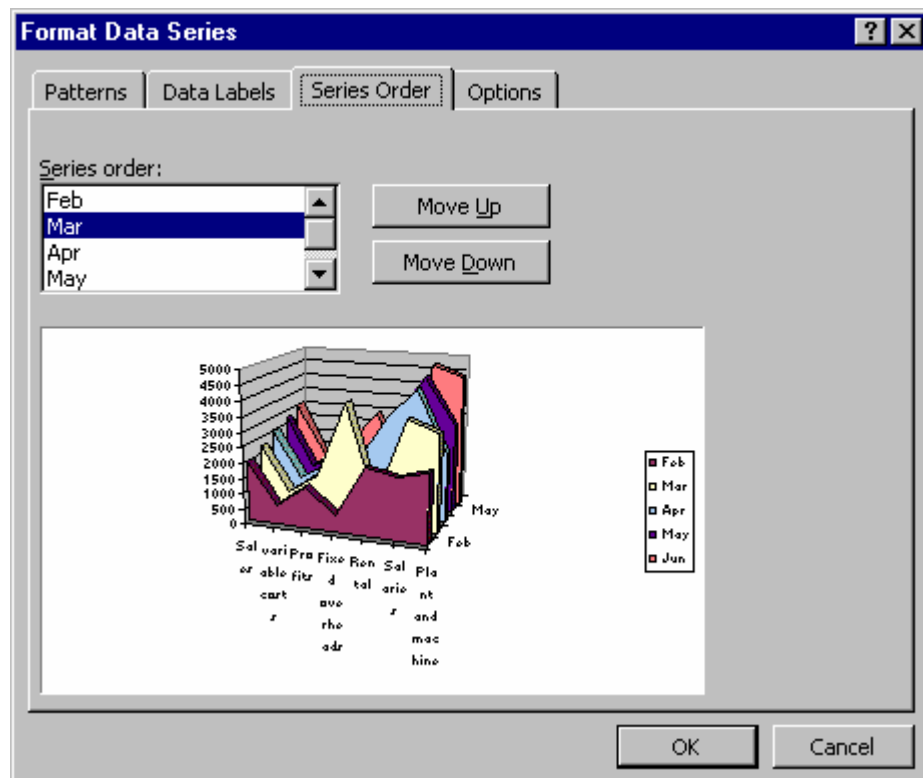 Format Data Series
Patterns
Data Labels
Series Order
Options
Series order:
Feb
Mar
Apr
May
Move Up
Move Down
5000
4500
4000
3500
3000
2500
2000
1500
1000
500
0
May
Feb
Sal vari Pro Fixe Ren Sal Pla
es able fits d tal arie nt
cost ove s and
s rhe mac
ads hine
Feb
Mar
Apr
May
Jun
OK
Cancel